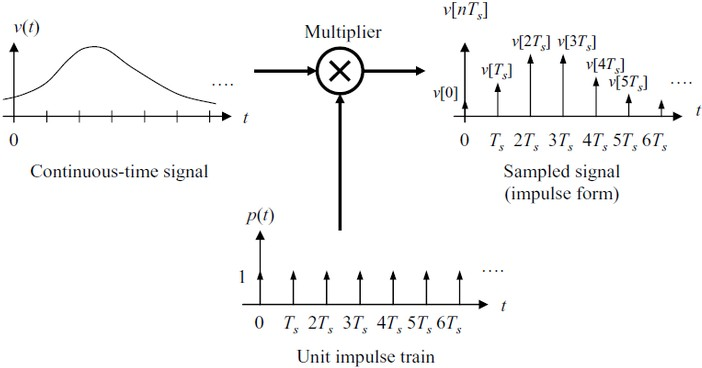 v(t)
....
t
0
Continuous-time signal
Multiplier
v[nTs]
v[0] v[Ts] v[2Ts] v[3Ts] v[4Ts] v[5Ts] ....
t
0 Ts 2Ts 3Ts 4Ts 5Ts 6Ts
Sampled signal
(impulse form)
p(t)
1
....
t
0 Ts 2Ts 3Ts 4Ts 5Ts 6Ts
Unit impulse train